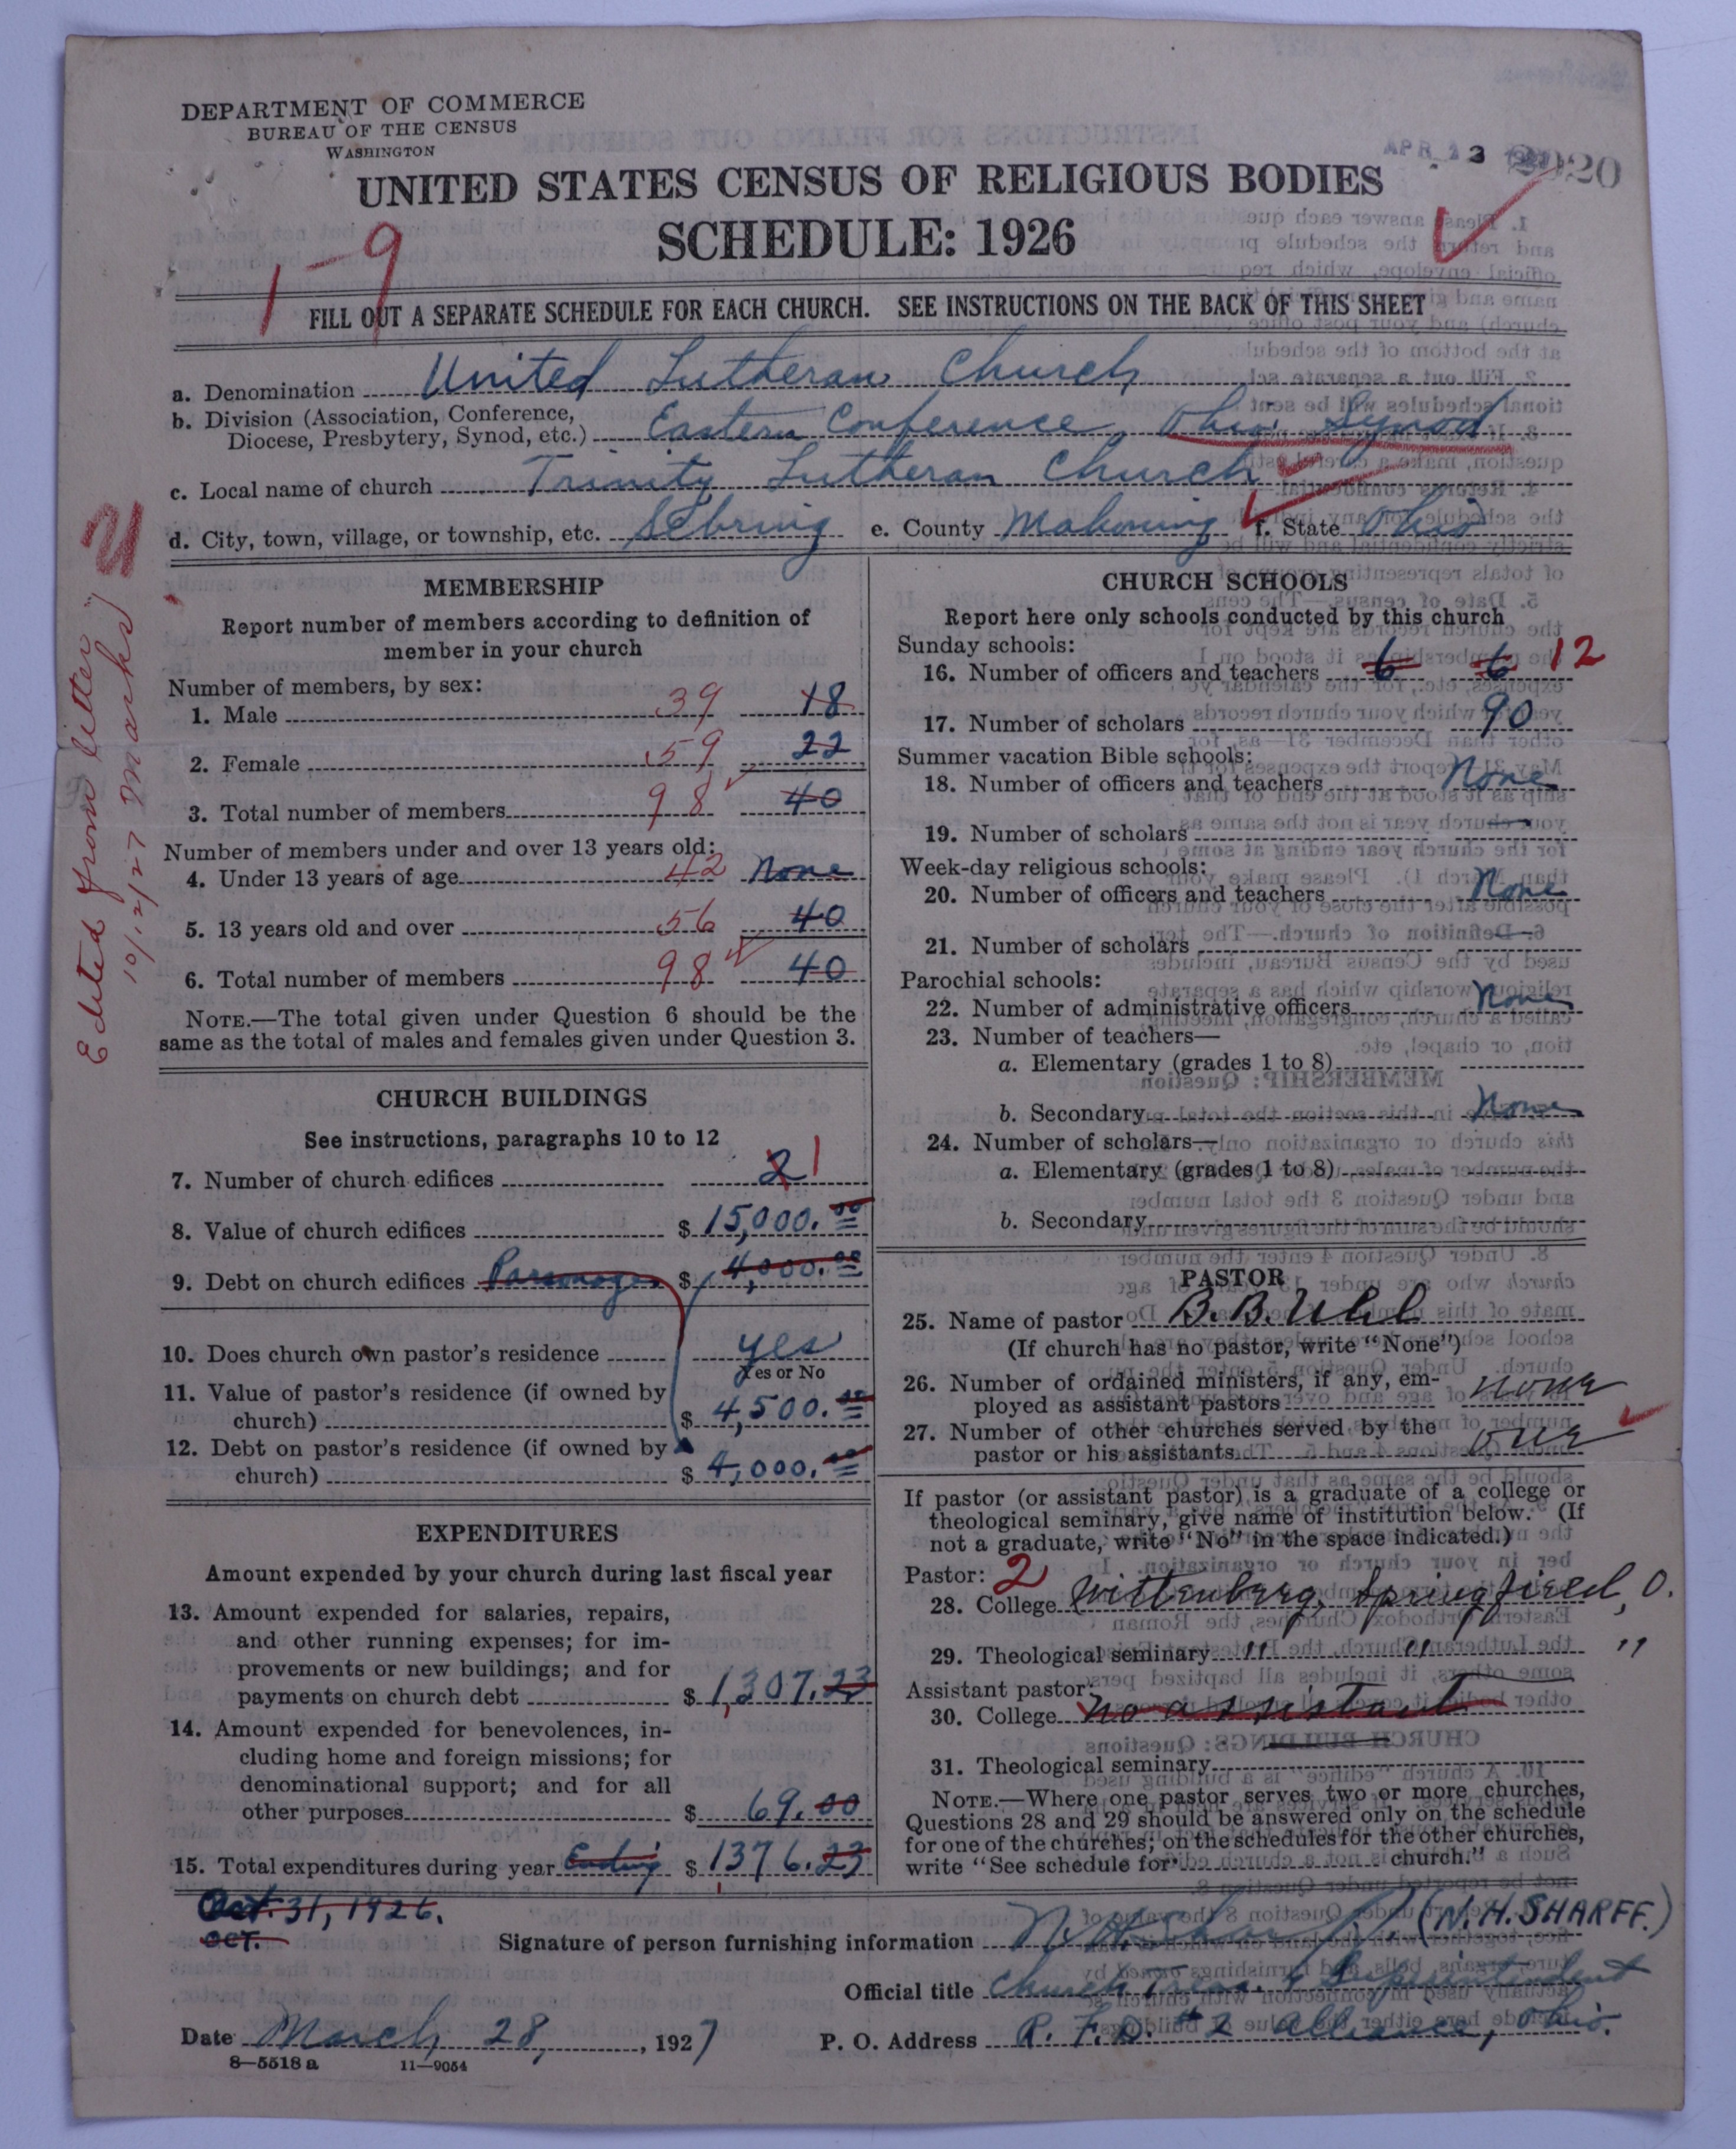 DEPARTMENT OF COMMERCE
BUREAU OF THE CENSUS
WASHINGTON
APR 13
2020
UNITED STATES CENSUS OF RELIGIOUS BODIES
SCHEDULE: 1926
1-9
FILL OUT A SEPARATE SCHEDULE FOR EACH CHURCH. SEE INSTRUCTIONS ON THE BACK OF THIS SHEET
a. Denomination United Lutheran Church
b. Division (Association, Conference,
Diocese, Presbytery, Synod, etc.) Eastern Conference, Ohio Synod
c. Local name of church Trinity Lutheran Church
d. City, town, village, or township, etc. Sebring e. County Mahoning f. State Ohio
Edited from letter
10/12/27 Marks
MEMBERSHIP
Report number of members according to definition of
member in your church
Number of members, by sex:
1. Male 39 18
2. Female 59 22
3. Total number of members 98 40
Number of members under and over 13 years old:
4. Under 13 years of age 42 None
5. 13 years old and over 56 40
6. Total number of members 98 40
NOTE.—The total given under Question 6 should be the
same as the total of males and females given under Question 3.
CHURCH BUILDINGS
See instructions, paragraphs 10 to 12
7. Number of church edifices 2 1
8. Value of church edifices $ 15,000.00
9. Debt on church edifices Parsonage $ 4,000.00
10. Does church own pastor's residence yes
Yes or No
11. Value of pastor's residence (if owned by
church) $ 4,500.00
12. Debt on pastor's residence (if owned by
church) $ 4,000.00
EXPENDITURES
Amount expended by your church during last fiscal year
13. Amount expended for salaries, repairs,
and other running expenses; for im-
provements or new buildings; and for
payments on church debt $ 1,307.23
14. Amount expended for benevolences, in-
cluding home and foreign missions; for
denominational support; and for all
other purposes $ 69.00
15. Total expenditures during year Ending $ 1376.23
Oct. 31, 1926.
OCT.
CHURCH SCHOOLS
Report here only schools conducted by this church
Sunday schools:
16. Number of officers and teachers 6 6 12
17. Number of scholars 90
Summer vacation Bible schools:
18. Number of officers and teachers None
19. Number of scholars
Week-day religious schools:
20. Number of officers and teachers None
21. Number of scholars
Parochial schools:
22. Number of administrative officers None
23. Number of teachers—
a. Elementary (grades 1 to 8)
b. Secondary None
24. Number of scholars—
a. Elementary (grades 1 to 8)
b. Secondary
PASTOR
25. Name of pastor B. B. Uhl
(If church has no pastor, write "None")
26. Number of ordained ministers, if any, em-
ployed as assistant pastors none
27. Number of other churches served by the
pastor or his assistants one
If pastor (or assistant pastor) is a graduate of a college or
theological seminary, give name of institution below. (If
not a graduate, write "No" in the space indicated.)
Pastor: 2
28. College Wittenberg, Springfield, O.
29. Theological seminary " " "
Assistant pastor:
30. College no assistant
31. Theological seminary
NOTE.—Where one pastor serves two or more churches,
Questions 28 and 29 should be answered only on the schedule
for one of the churches; on the schedules for the other churches,
write "See schedule for church."
Signature of person furnishing information N. H. Sharff. (N. H. SHARFF.)
Official title Church Treas. & Superintendent
Date March 28, 1927 P. O. Address R. F. D. #2 Alliance, Ohio.
8—5518 a 11—9054